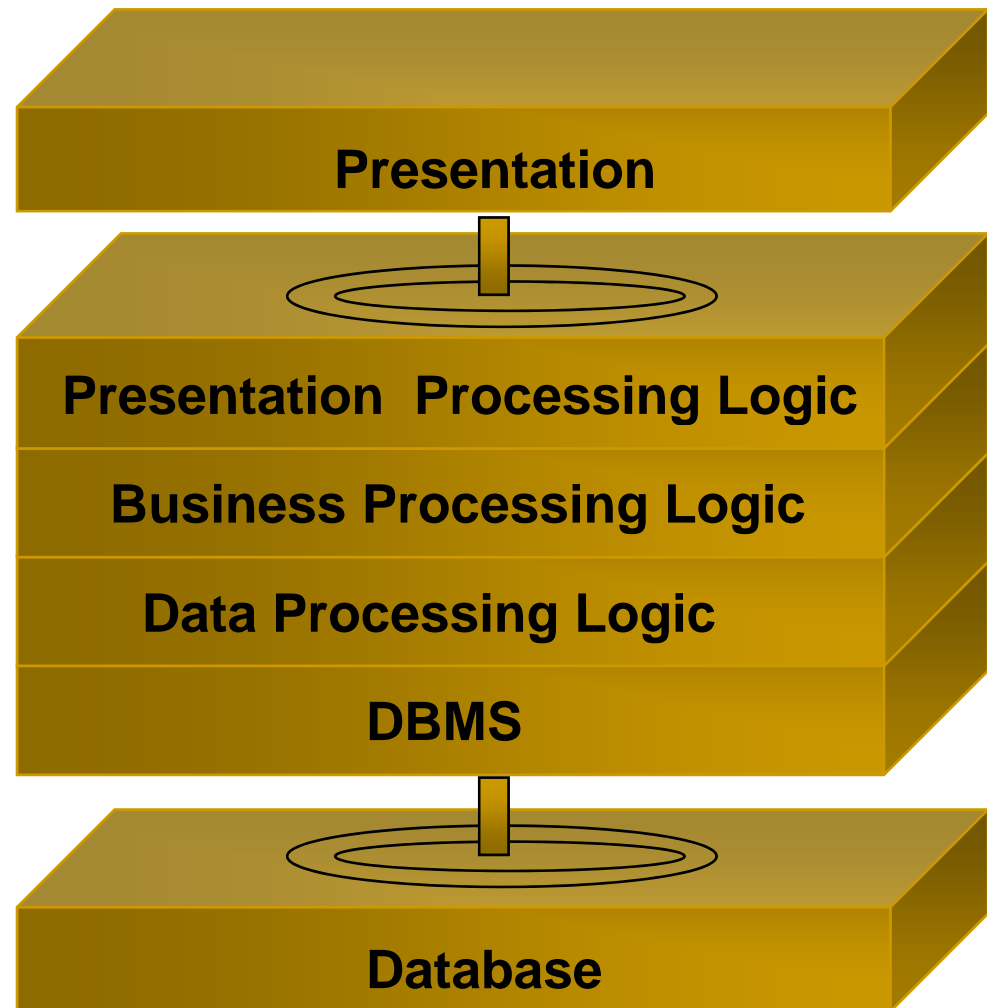 Presentation
Presentation Processing Logic
Business Processing Logic
Data Processing Logic
DBMS
Database